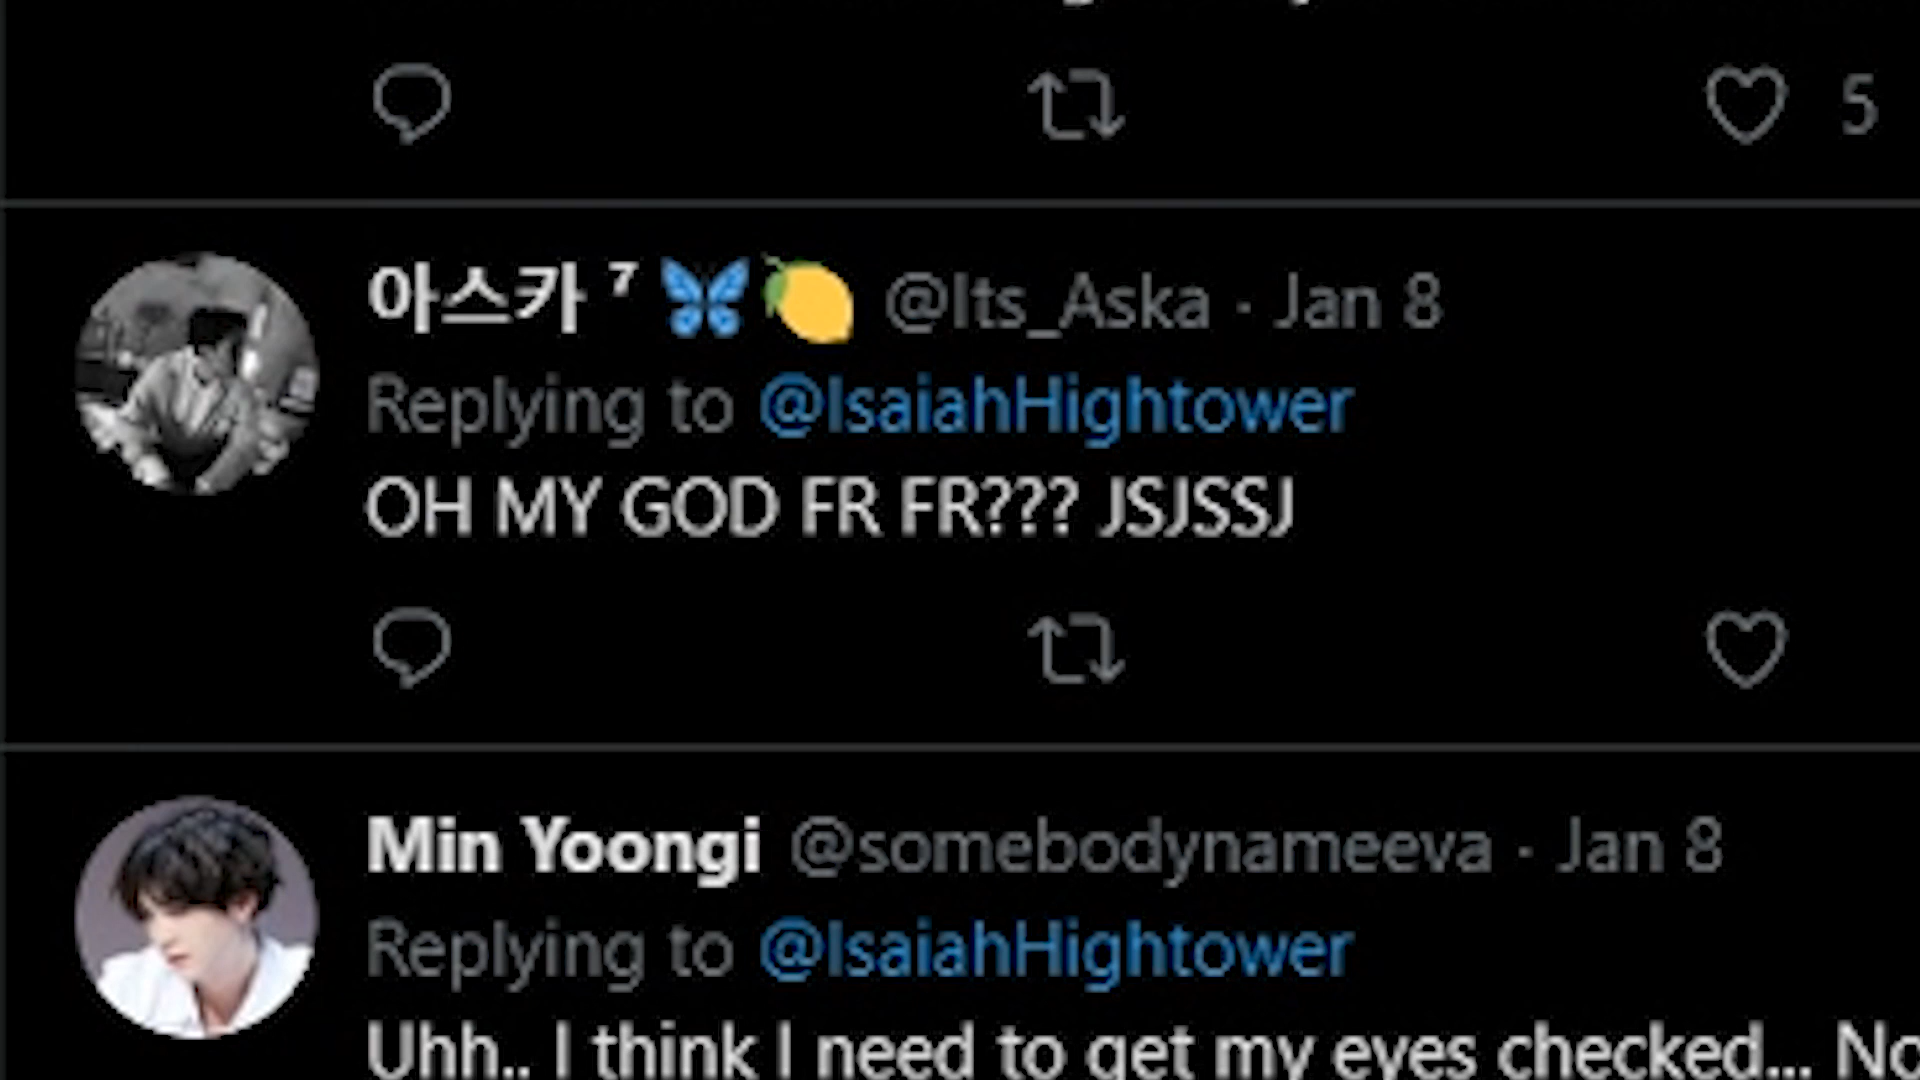 5
아스카 ⁷ 🦋🍋 @Its_Aska · Jan 8
Replying to @IsaiahHightower
OH MY GOD FR FR??? JSJSSJ
Min Yoongi @somebodynameeva · Jan 8
Replying to @IsaiahHightower
Uhh.. I think I need to get my eyes checked... No